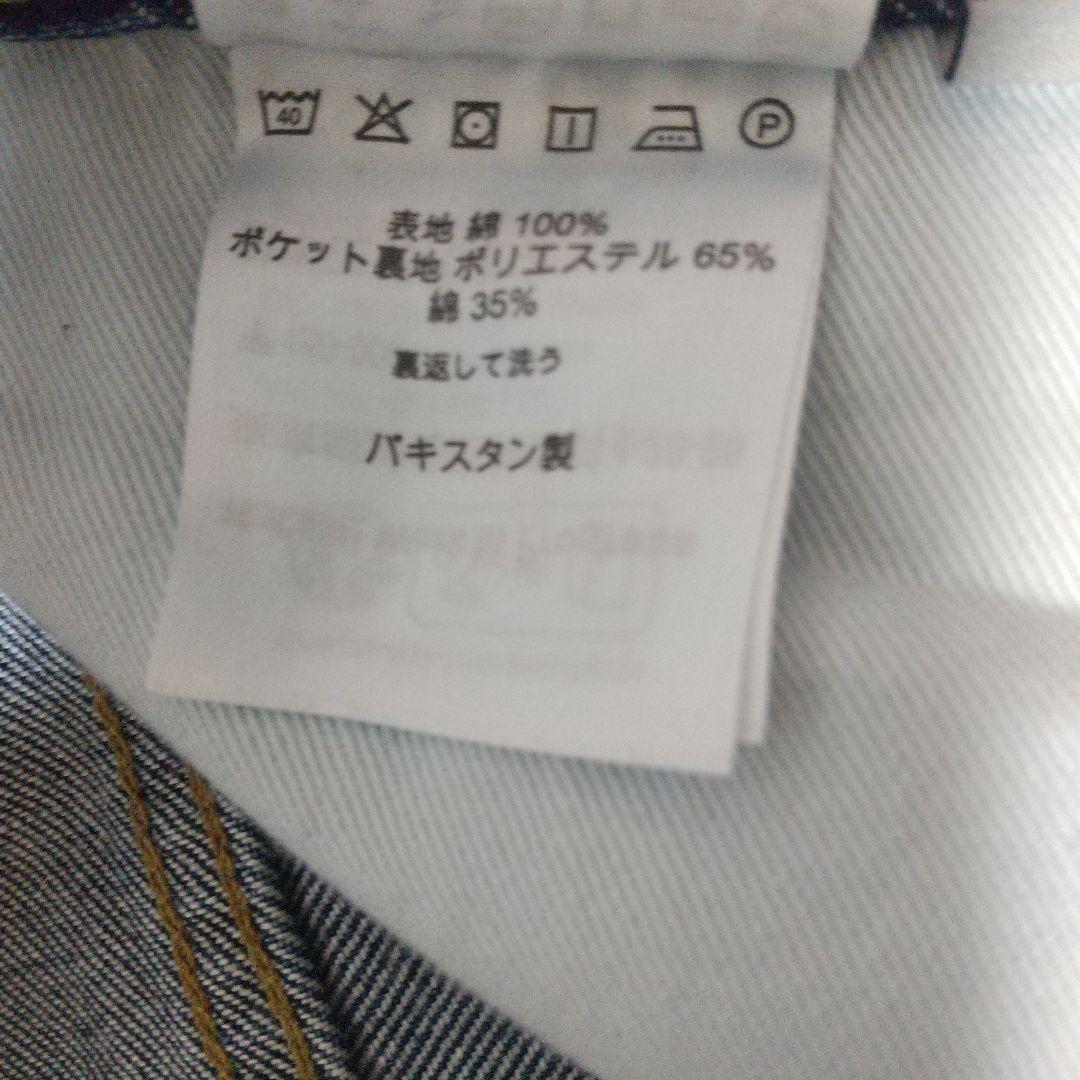 40 P
表地 綿 100%
ポケット裏地 ポリエステル 65%
綿 35%
裏返して洗う
パキスタン製